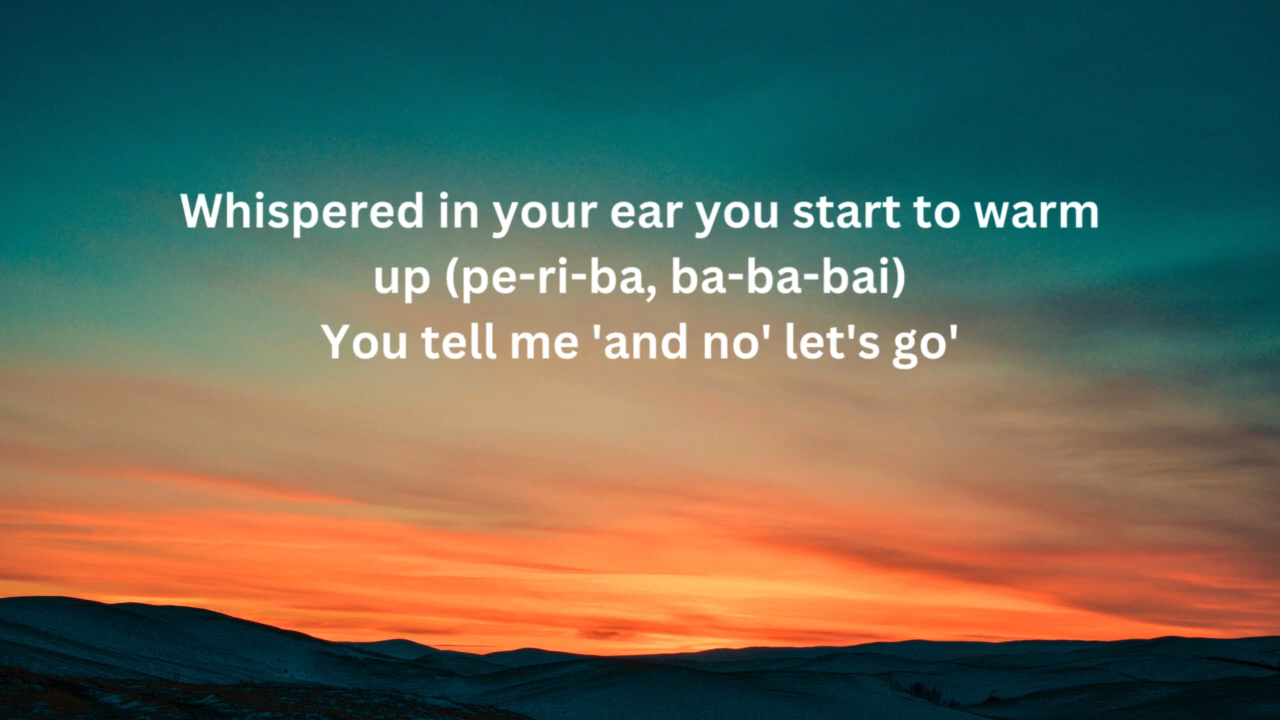 Whispered in your ear you start to warm
up (pe-ri-ba, ba-ba-bai)
You tell me 'and no' let's go'